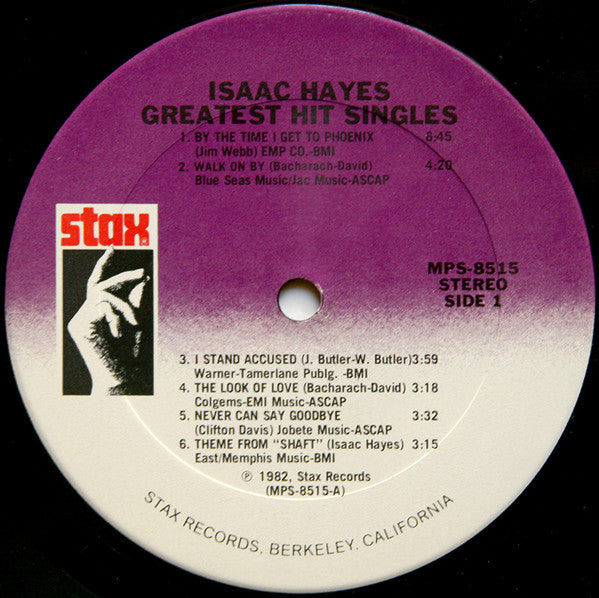 ISAAC HAYES
GREATEST HIT SINGLES
1. BY THE TIME I GET TO PHOENIX 8:45
(Jim Webb) EMP CO.-BMI
2. WALK ON BY (Bacharach-David) 4:20
Blue Seas Music/Jac Music-ASCAP
stax
MPS-8515
STEREO
SIDE 1
3. I STAND ACCUSED (J. Butler-W. Butler)3:59
Warner-Tamerlane Publg. -BMI
4. THE LOOK OF LOVE (Bacharach-David) 3:18
Colgems-EMI Music-ASCAP
5. NEVER CAN SAY GOODBYE 3:32
(Clifton Davis) Jobete Music-ASCAP
6. THEME FROM "SHAFT" (Isaac Hayes) 3:15
East/Memphis Music-BMI
℗ 1982, Stax Records
(MPS-8515-A)
STAX RECORDS, BERKELEY, CALIFORNIA